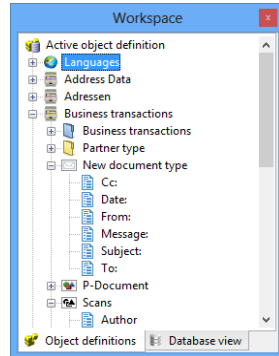 Workspace
Active object definition
Languages
Address Data
Adressen
Business transactions
Business transactions
Partner type
New document type
Cc:
Date:
From:
Message:
Subject:
To:
P-Document
Scans
Author
Object definitions
Database view